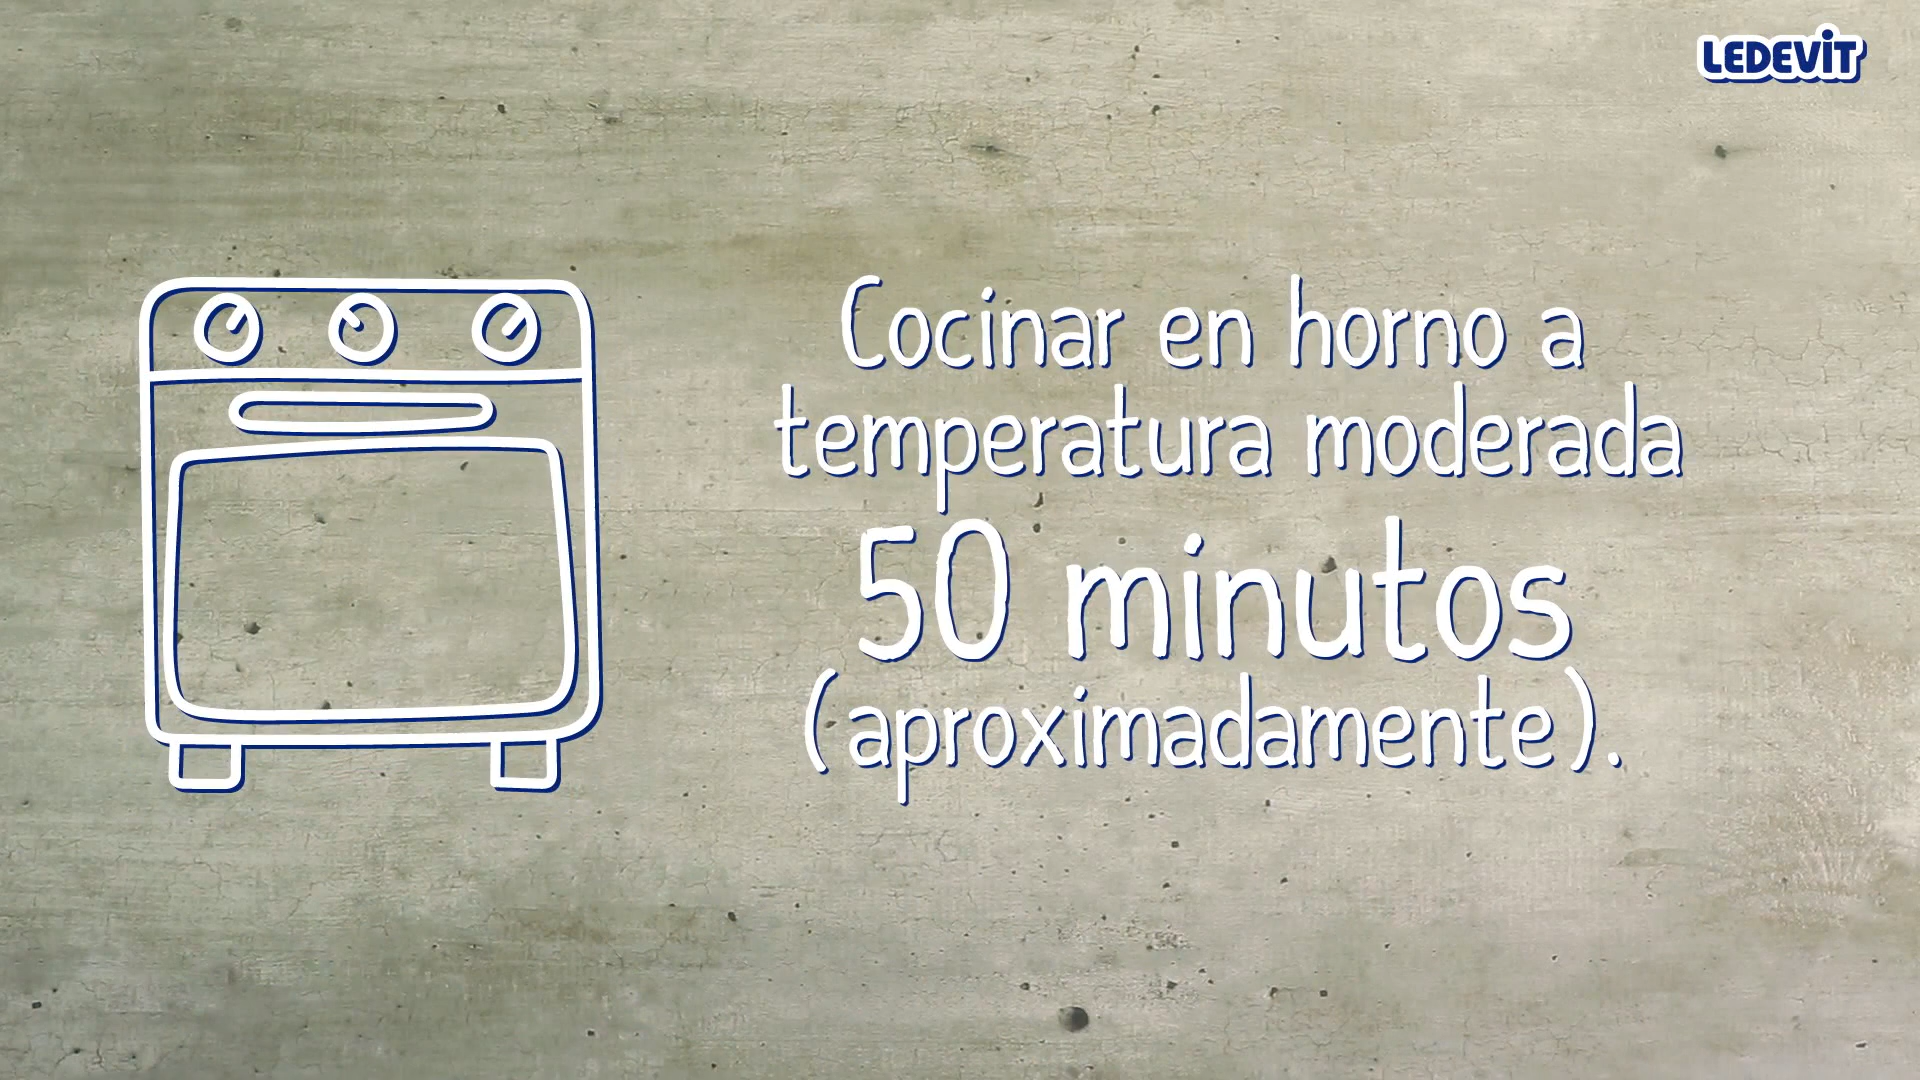 LEDEVIT
Cocinar en horno a
temperatura moderada
50 minutos
(aproximadamente).